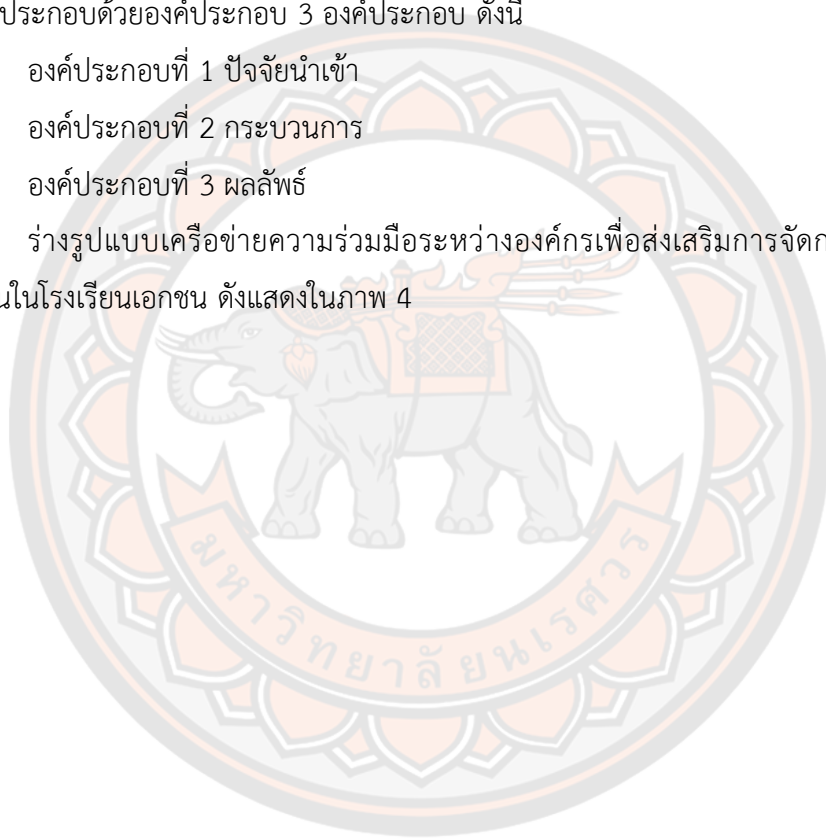 ประกอบด้วยองค์ประกอบ 3 องค์ประกอบ ดังนี้
องค์ประกอบที่ 1 ปัจจัยนำเข้า
องค์ประกอบที่ 2 กระบวนการ
องค์ประกอบที่ 3 ผลลัพธ์
ร่างรูปแบบเครือข่ายความร่วมมือระหว่างองค์กรเพื่อส่งเสริมการจัดก
นในโรงเรียนเอกชน ดังแสดงในภาพ 4
มหาวิทยาลัยนเรศวร